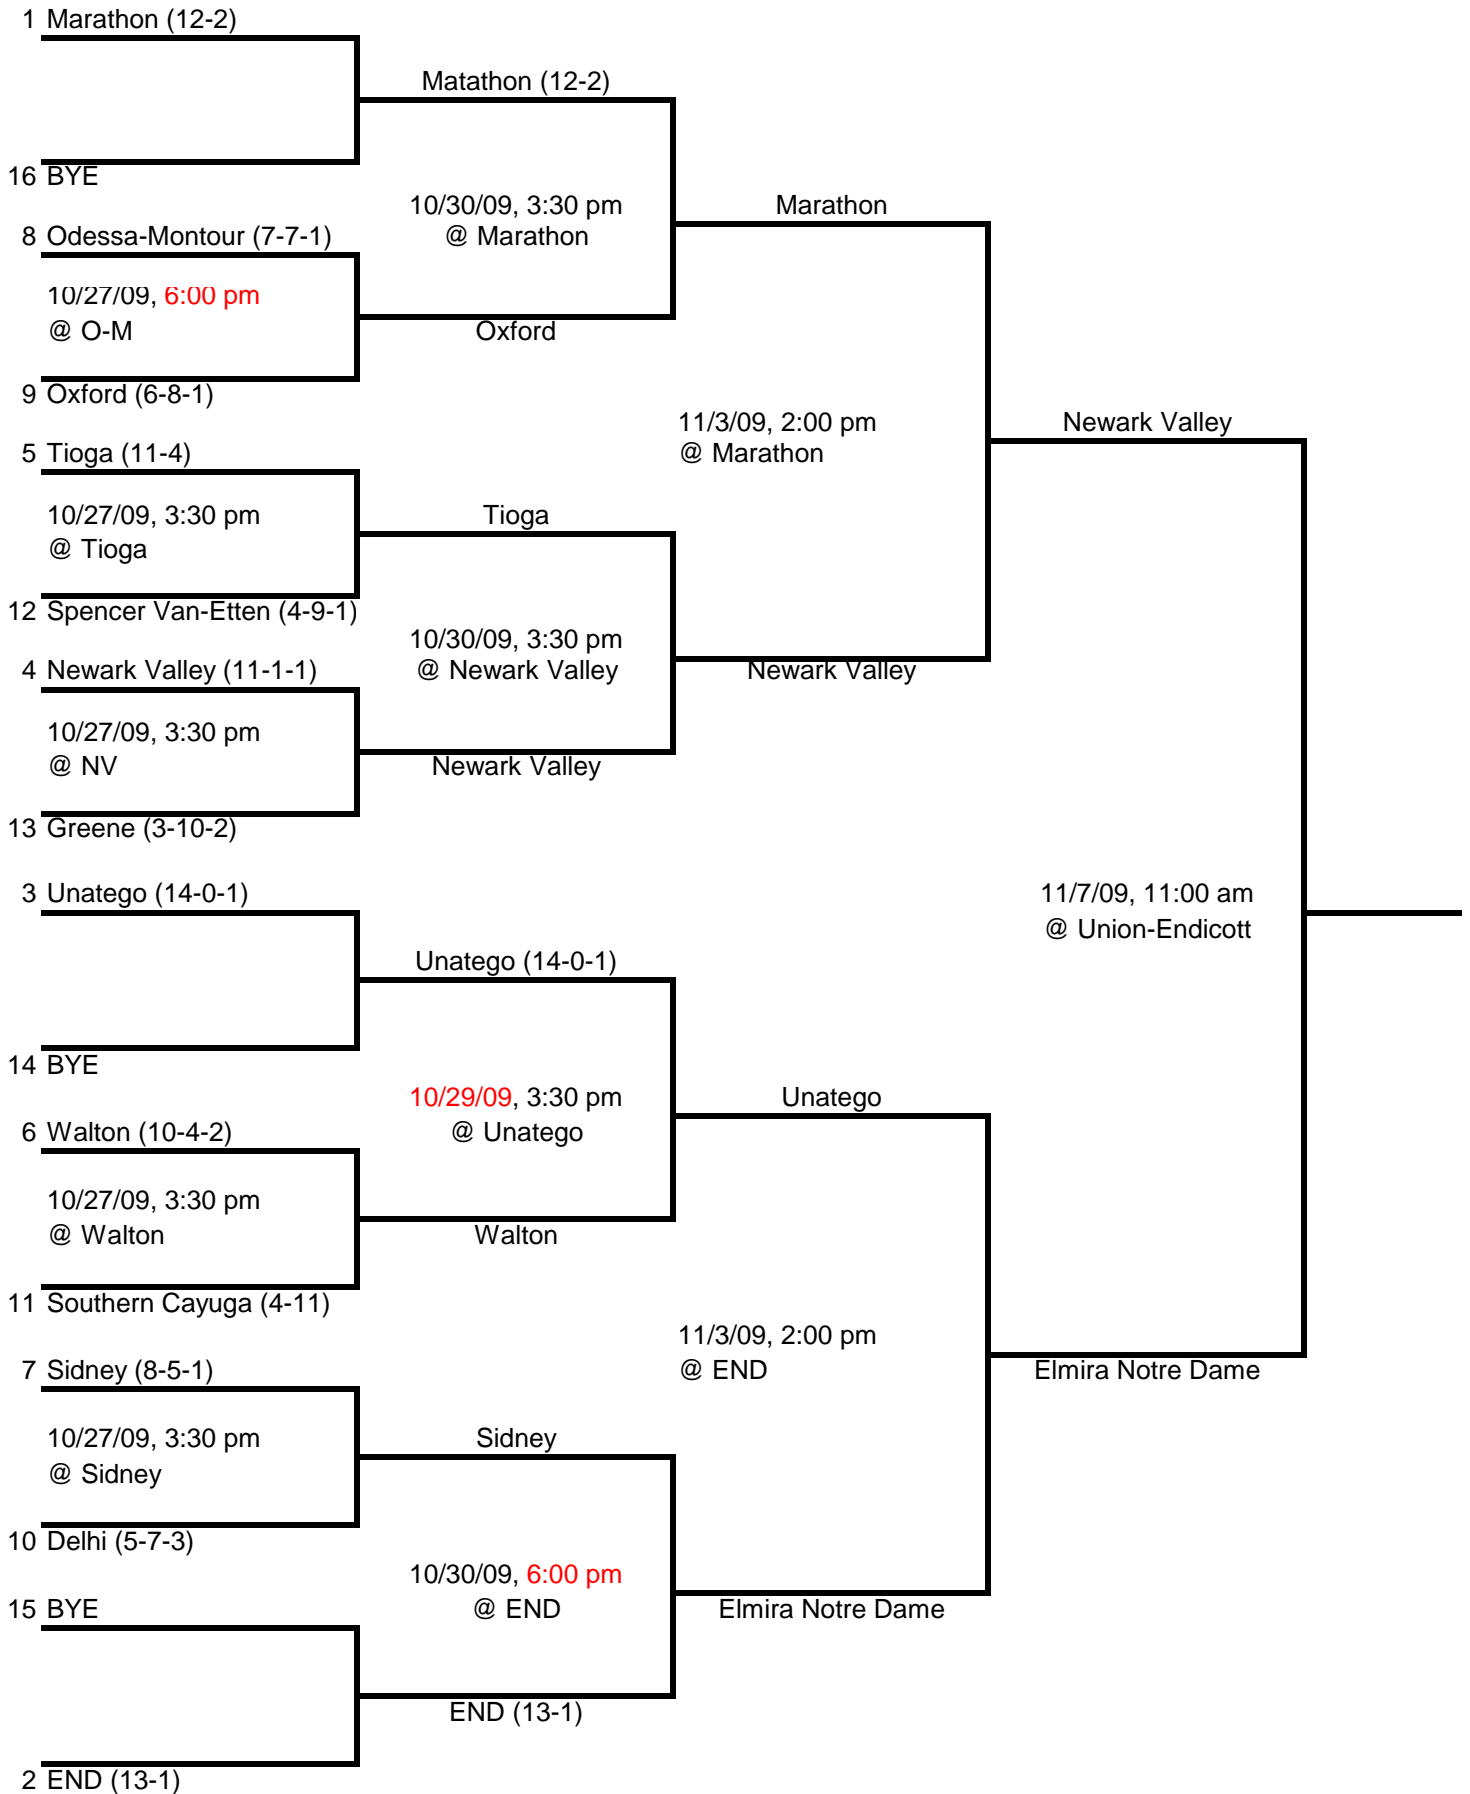 1 Marathon (12-2)
Matathon (12-2)
16 BYE
10/30/09, 3:30 pm
@ Marathon
Marathon
8 Odessa-Montour (7-7-1)
10/27/09, 6:00 pm
@ O-M
Oxford
9 Oxford (6-8-1)
11/3/09, 2:00 pm
@ Marathon
Newark Valley
5 Tioga (11-4)
10/27/09, 3:30 pm
@ Tioga
Tioga
12 Spencer Van-Etten (4-9-1)
10/30/09, 3:30 pm
@ Newark Valley
Newark Valley
4 Newark Valley (11-1-1)
10/27/09, 3:30 pm
@ NV
Newark Valley
13 Greene (3-10-2)
3 Unatego (14-0-1)
11/7/09, 11:00 am
@ Union-Endicott
Unatego (14-0-1)
14 BYE
10/29/09, 3:30 pm
@ Unatego
Unatego
6 Walton (10-4-2)
10/27/09, 3:30 pm
@ Walton
Walton
11 Southern Cayuga (4-11)
11/3/09, 2:00 pm
@ END
Elmira Notre Dame
7 Sidney (8-5-1)
10/27/09, 3:30 pm
@ Sidney
Sidney
10 Delhi (5-7-3)
10/30/09, 6:00 pm
@ END
Elmira Notre Dame
15 BYE
END (13-1)
2 END (13-1)